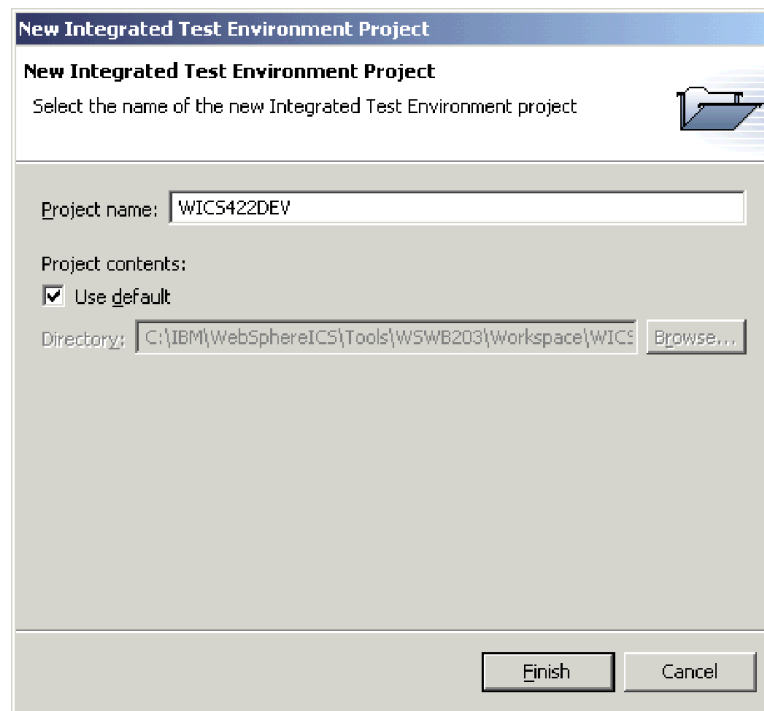 New Integrated Test Environment Project
New Integrated Test Environment Project
Select the name of the new Integrated Test Environment project
Project name: WICS422DEV
Project contents:
Use default
Directory: C:\IBM\WebSphereICS\Tools\WSWB203\Workspace\WICS Browse...
Finish Cancel